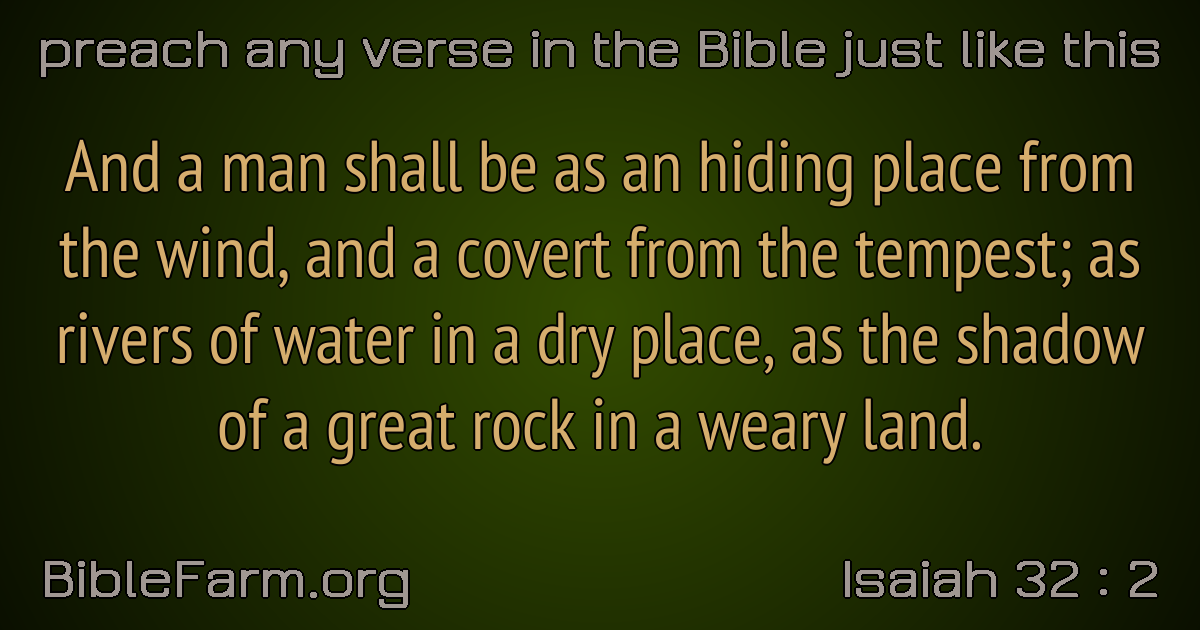 preach any verse in the Bible just like this
And a man shall be as an hiding place from
the wind, and a covert from the tempest; as
rivers of water in a dry place, as the shadow
of a great rock in a weary land.
BibleFarm.org
Isaiah 32 : 2